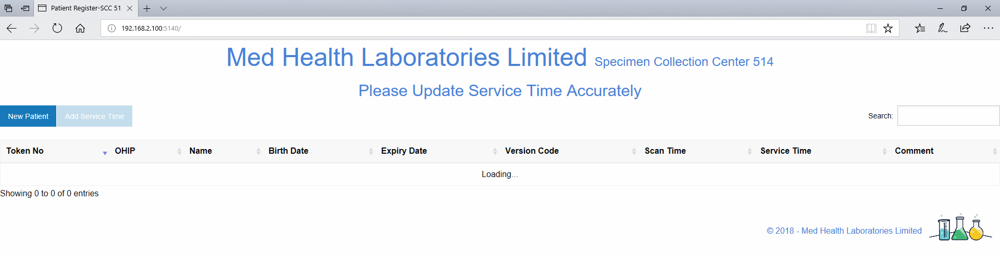 Patient Register-SCC 51
192.168.2.100:5140/
Med Health Laboratories Limited Specimen Collection Center 514
Please Update Service Time Accurately
New Patient Add Service Time Search:
Token No OHIP Name Birth Date Expiry Date Version Code Scan Time Service Time Comment
Loading...
Showing 0 to 0 of 0 entries
© 2018 - Med Health Laboratories Limited